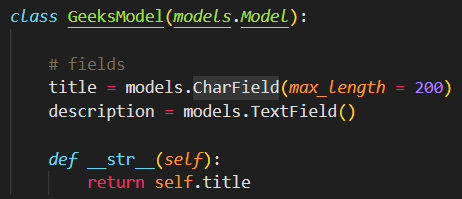 class GeeksModel(models.Model):
# fields
title = models.CharField(max_length = 200)
description = models.TextField()
def __str__(self):
return self.title